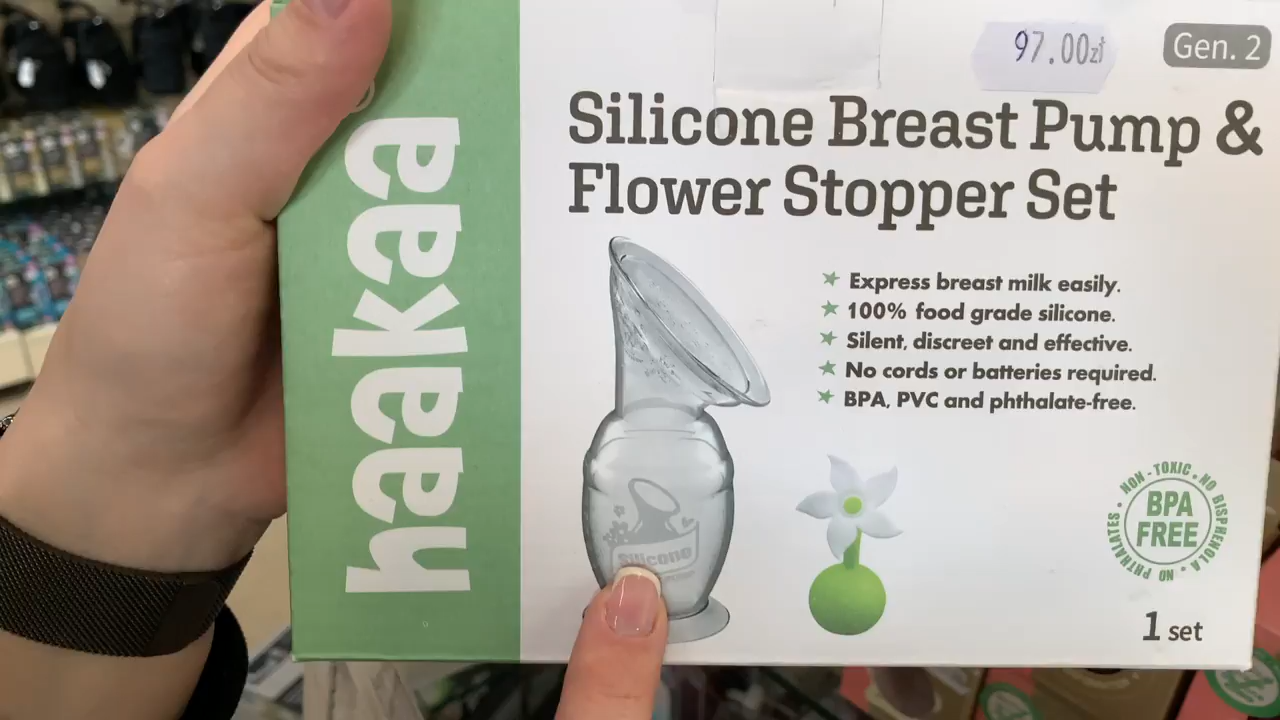 haakaa
97.00zł
Gen. 2
Silicone Breast Pump &
Flower Stopper Set
Express breast milk easily.
100% food grade silicone.
Silent, discreet and effective.
No cords or batteries required.
BPA, PVC and phthalate-free.
Silicone
NON-TOXIC • NO BISPHENOL A • NO PHTHALATES •
BPA
FREE
1 set